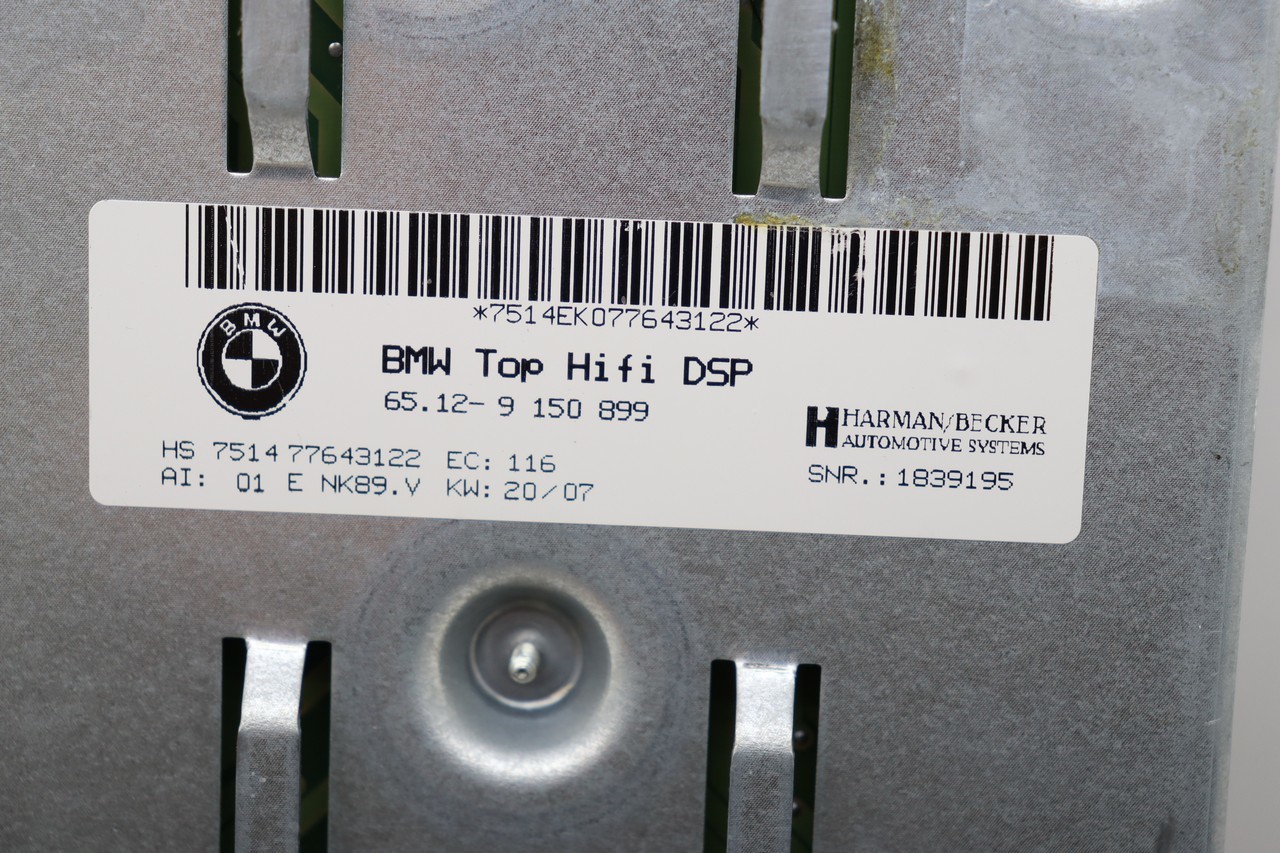 *7514EK077643122*
BMW
BMW Top Hifi DSP
65.12- 9 150 899
HARMAN/BECKER
AUTOMOTIVE SYSTEMS
HS 7514 77643122 EC: 116
AI: 01 E NK89.V KW: 20/07
SNR.: 1839195